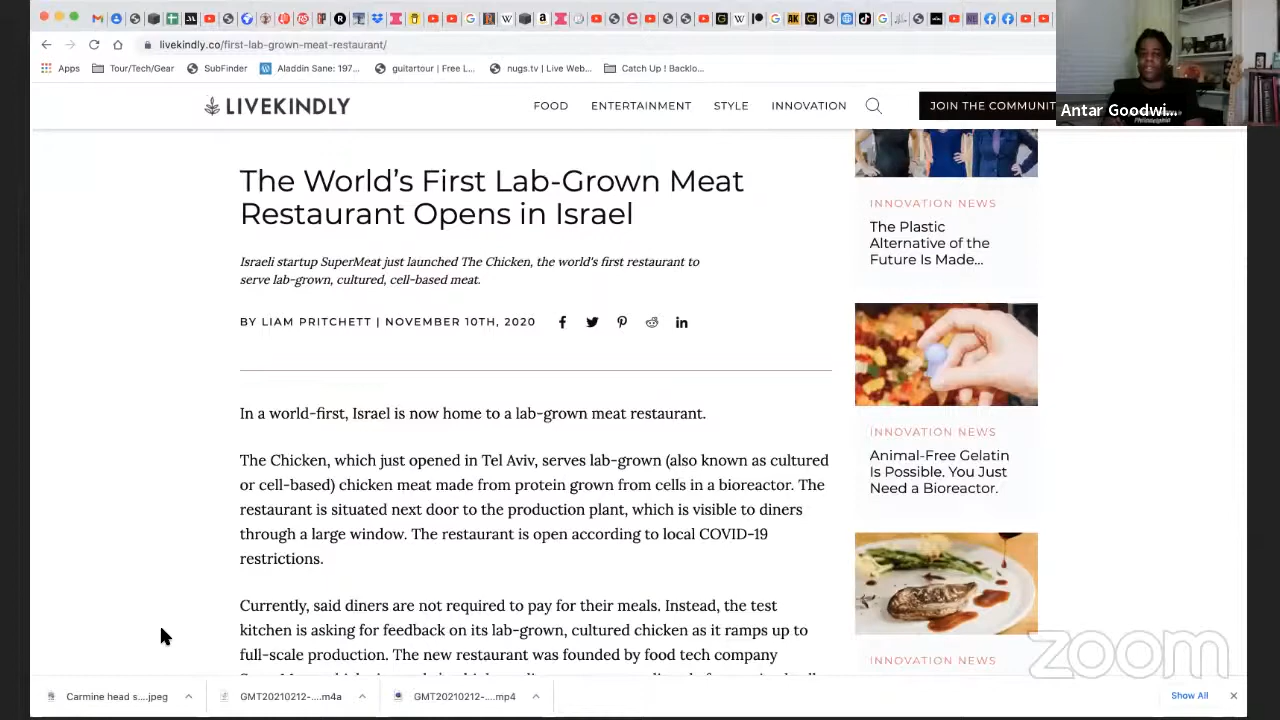 livekindly.co/first-lab-grown-meat-restaurant/
Apps
Tour/Tech/Gear
SubFinder
Aladdin Sane: 197...
guitartour | Free L...
nugs.tv | Live Web...
Catch Up ! Backlo...
Antar Goodwi...
LIVEKINDLY
FOOD
ENTERTAINMENT
STYLE
INNOVATION
JOIN THE COMMUNIT
The World's First Lab-Grown Meat
Restaurant Opens in Israel
Israeli startup SuperMeat just launched The Chicken, the world's first restaurant to
serve lab-grown, cultured, cell-based meat.
BY LIAM PRITCHETT | NOVEMBER 10TH, 2020
In a world-first, Israel is now home to a lab-grown meat restaurant.
The Chicken, which just opened in Tel Aviv, serves lab-grown (also known as cultured
or cell-based) chicken meat made from protein grown from cells in a bioreactor. The
restaurant is situated next door to the production plant, which is visible to diners
through a large window. The restaurant is open according to local COVID-19
restrictions.
Currently, said diners are not required to pay for their meals. Instead, the test
kitchen is asking for feedback on its lab-grown, cultured chicken as it ramps up to
full-scale production. The new restaurant was founded by food tech company
INNOVATION NEWS
The Plastic
Alternative of the
Future Is Made...
INNOVATION NEWS
Animal-Free Gelatin
Is Possible. You Just
Need a Bioreactor.
INNOVATION NEWS
zoom
Carmine head s....jpeg
GMT20210212-....m4a
GMT20210212-....mp4
Show All